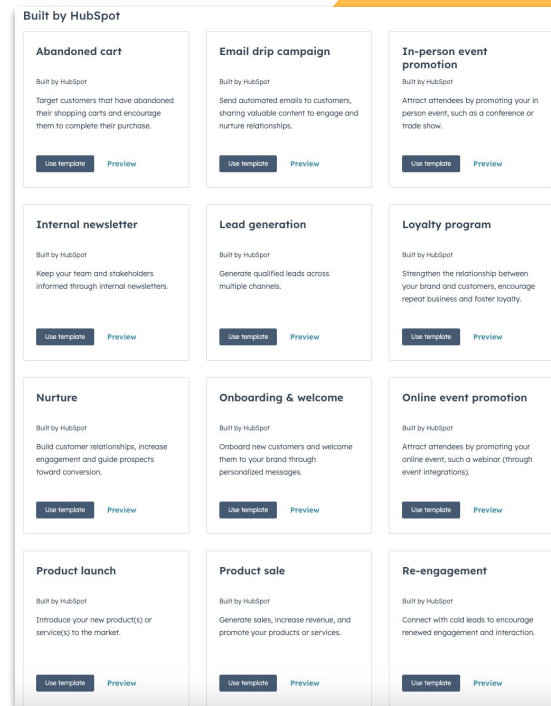 Built by HubSpot
Abandoned cart
Built by HubSpot
Target customers that have abandoned
their shopping carts and encourage
them to complete their purchase.
Use template Preview
Email drip campaign
Built by HubSpot
Send automated emails to customers,
sharing valuable content to engage and
nurture relationships.
Use template Preview
In-person event
promotion
Built by HubSpot
Attract attendees by promoting your in
person event, such as a conference or
trade show.
Use template Preview
Internal newsletter
Built by HubSpot
Keep your team and stakeholders
informed through internal newsletters.
Use template Preview
Lead generation
Built by HubSpot
Generate qualified leads across
multiple channels.
Use template Preview
Loyalty program
Built by HubSpot
Strengthen the relationship between
your brand and customers, encourage
repeat business and foster loyalty.
Use template Preview
Nurture
Built by HubSpot
Build customer relationships, increase
engagement and guide prospects
toward conversion.
Use template Preview
Onboarding & welcome
Built by HubSpot
Onboard new customers and welcome
them to your brand through
personalized messages.
Use template Preview
Online event promotion
Built by HubSpot
Attract attendees by promoting your
online event, such a webinar (through
event integrations).
Use template Preview
Product launch
Built by HubSpot
Introduce your new product(s) or
service(s) to the market.
Use template Preview
Product sale
Built by HubSpot
Generate sales, increase revenue, and
promote your products or services.
Use template Preview
Re-engagement
Built by HubSpot
Connect with cold leads to encourage
renewed engagement and interaction.
Use template Preview